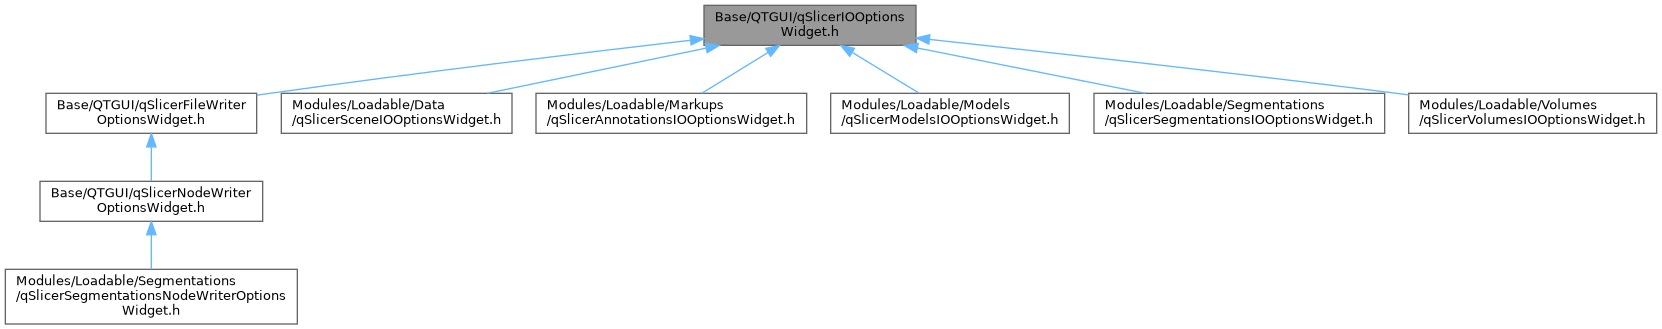 Base/QTGUI/qSlicerIOOptions
Widget.h
Base/QTGUI/qSlicerFileWriter
OptionsWidget.h
Modules/Loadable/Data
/qSlicerSceneIOOptionsWidget.h
Modules/Loadable/Markups
/qSlicerAnnotationsIOOptionsWidget.h
Modules/Loadable/Models
/qSlicerModelsIOOptionsWidget.h
Modules/Loadable/Segmentations
/qSlicerSegmentationsIOOptionsWidget.h
Modules/Loadable/Volumes
/qSlicerVolumesIOOptionsWidget.h
Base/QTGUI/qSlicerNodeWriter
OptionsWidget.h
Modules/Loadable/Segmentations
/qSlicerSegmentationsNodeWriterOptions
Widget.h